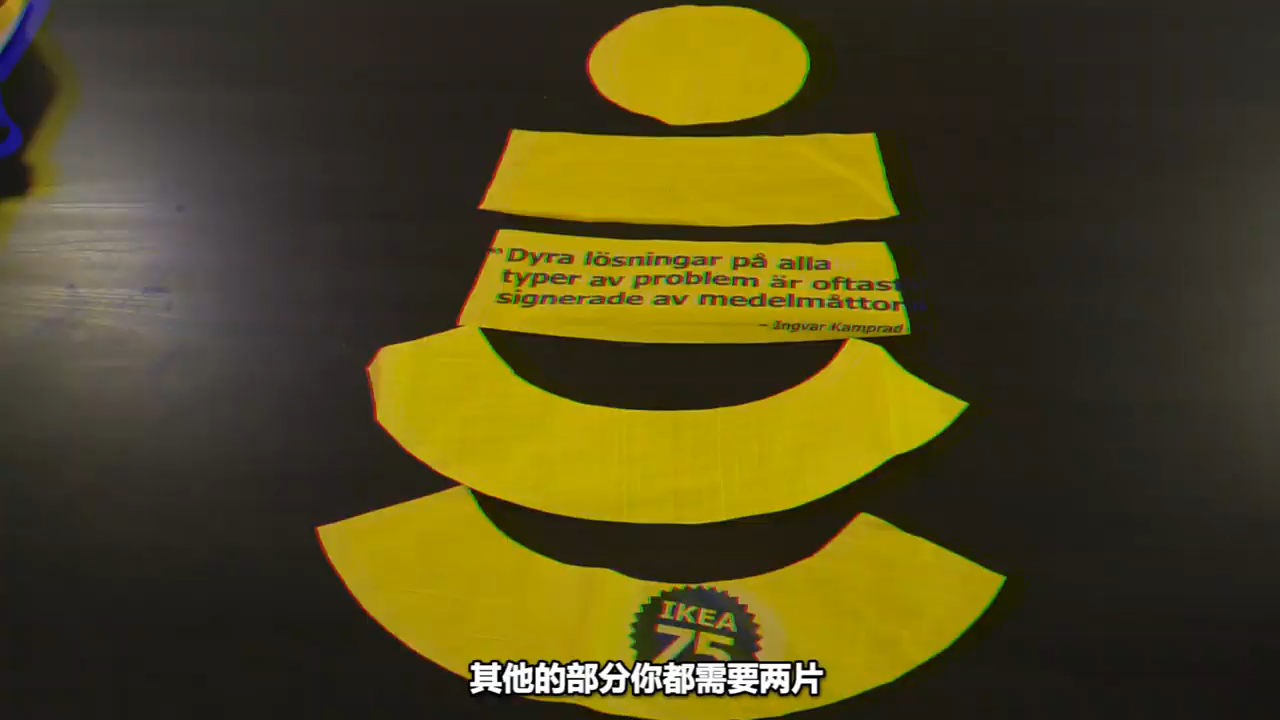 “Dyra lösningar på alla
typer av problem är oftast
signerade av medelmåttor
– Ingvar Kamprad
IKEA
75
其他的部分你都需要两片